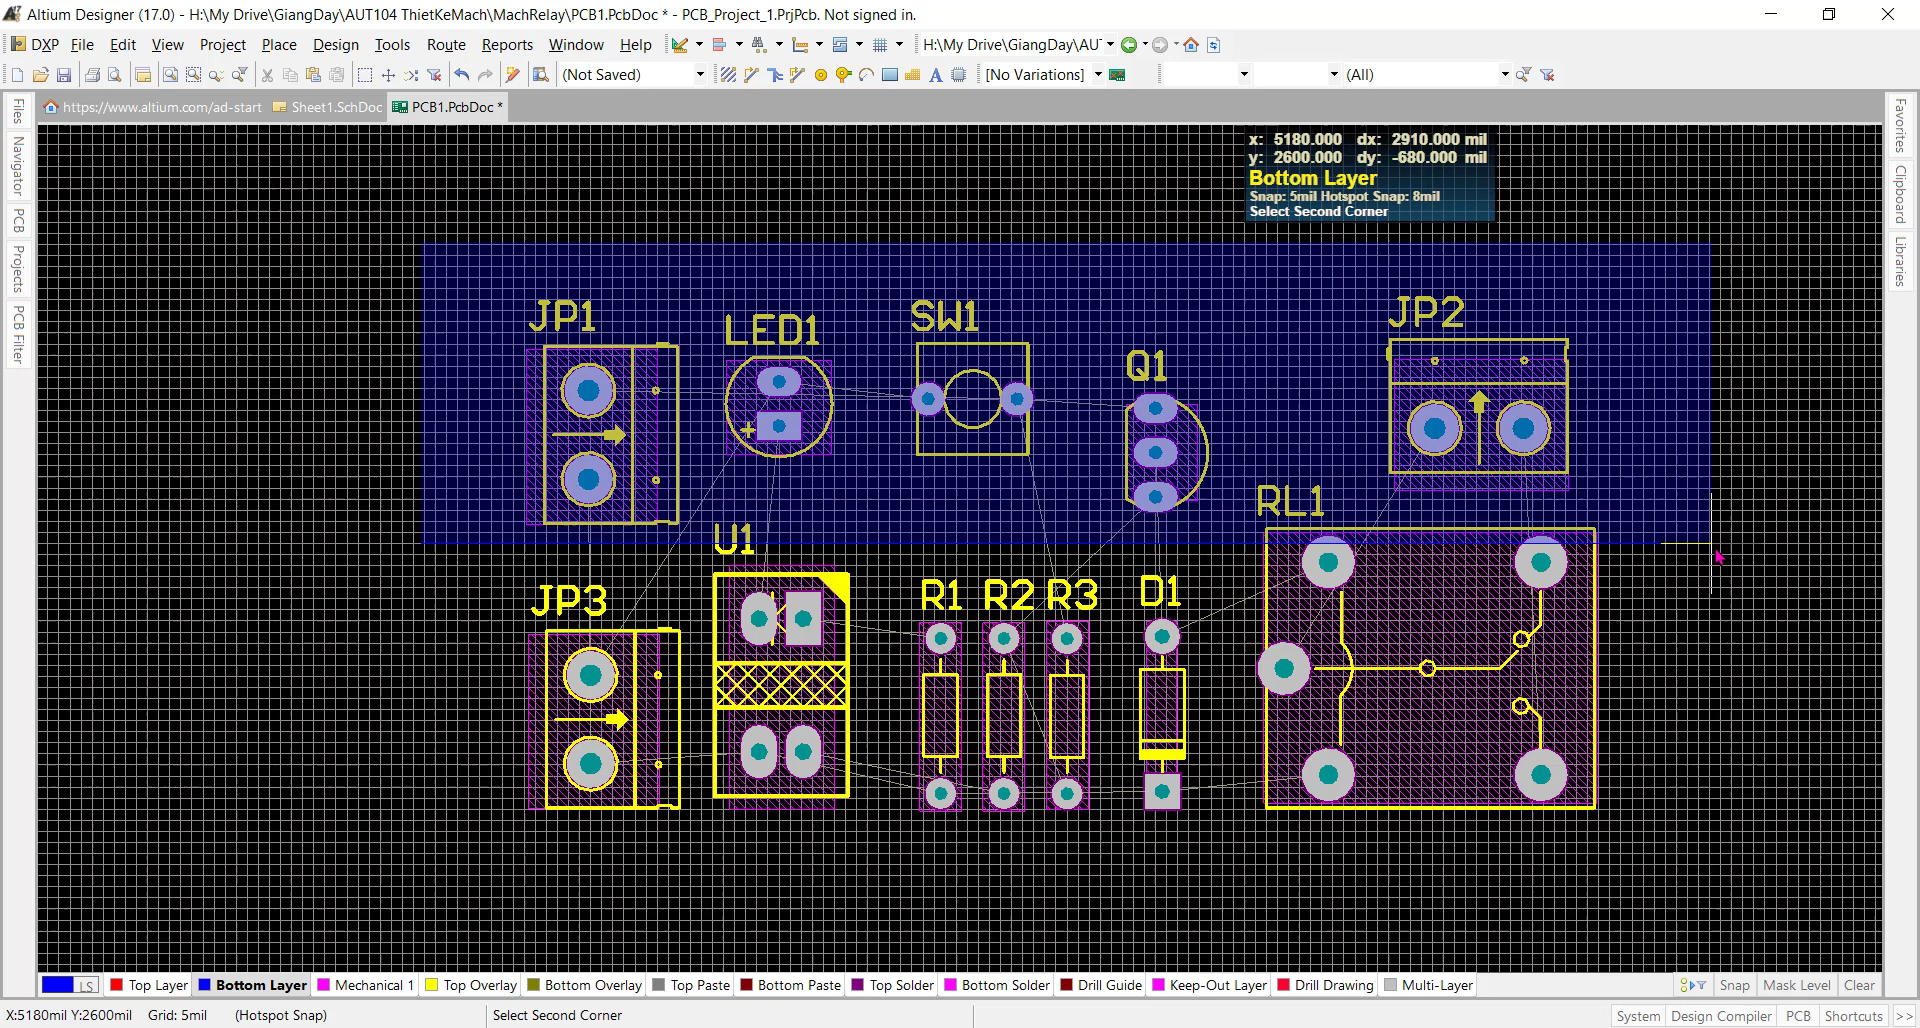 Altium Designer (17.0) - H:\My Drive\GiangDay\AUT104 ThietKeMach\MachRelay\PCB1.PcbDoc * - PCB_Project_1.PrjPcb. Not signed in.
DXP File Edit View Project Place Design Tools Route Reports Window Help H:\My Drive\GiangDay\AUT
(Not Saved) A [No Variations] (All)
https://www.altium.com/ad-start Sheet1.SchDoc PCB1.PcbDoc *
Files
Navigator
PCB
Projects
PCB Filter
Favorites
Clipboard
Libraries
x: 5180.000 dx: 2910.000 mil
y: 2600.000 dy: -680.000 mil
Bottom Layer
Snap: 5mil Hotspot Snap: 8mil
Select Second Corner
JP1 LED1 SW1 Q1 JP2
+
RL1
U1
JP3 R1 R2 R3 D1
LS Top Layer Bottom Layer Mechanical 1 Top Overlay Bottom Overlay Top Paste Bottom Paste Top Solder Bottom Solder Drill Guide Keep-Out Layer Drill Drawing Multi-Layer Snap Mask Level Clear
X:5180mil Y:2600mil Grid: 5mil (Hotspot Snap) Select Second Corner System Design Compiler PCB Shortcuts >>